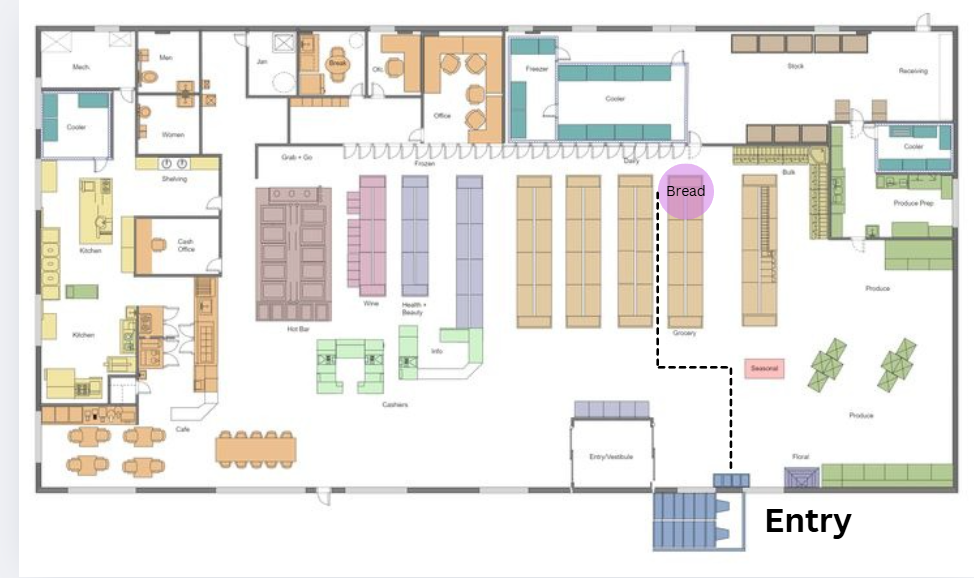 Mech.
Men
Jan
Break
Ofc
Office
Freezer
Cooler
Stock
Receiving
Cooler
Women
Cooler
Grab + Go
Frozen
Dairy
Bulk
Shelving
Bread
Produce Prep
Kitchen
Cash
Office
Produce
Wine
Health +
Beauty
Hot Bar
Kitchen
Grocery
Info
Seasonal
Cashiers
Cafe
Produce
Entry/Vestibule
Floral
Entry